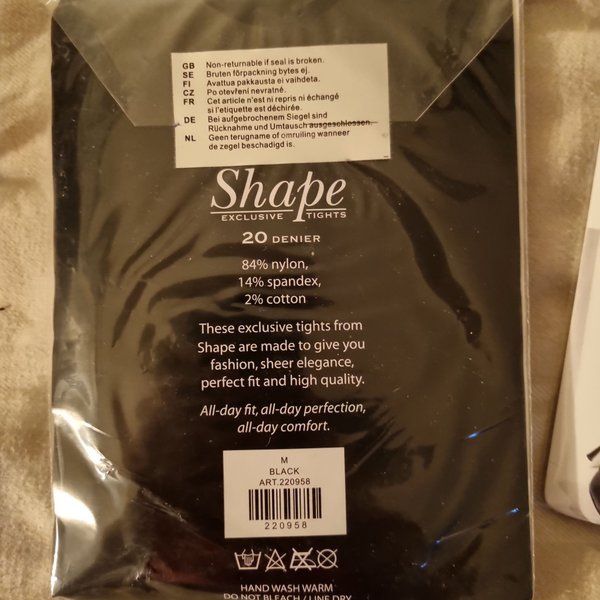 GB Non-returnable if seal is broken.
SE Bruten förpackning bytes ej.
FI Avattua pakkausta ei vaihdeta.
CZ Po otevření nevratné.
FR Cet article n'est ni repris ni échangé
si l'etiquette est déchirée.
DE Bei aufgebrochenem Siegel sind
Rücknahme und Umtausch ausgeschlossen.
NL Geen terugname of omruiling wanneer
de zegel beschadigd is.
Shape
EXCLUSIVE TIGHTS
20 DENIER
84% nylon,
14% spandex,
2% cotton
These exclusive tights from
Shape are made to give you
fashion, sheer elegance,
perfect fit and high quality.
All-day fit, all-day perfection,
all-day comfort.
M
BLACK
ART.220958
220958
HAND WASH WARM
DO NOT BLEACH / LINE DRY